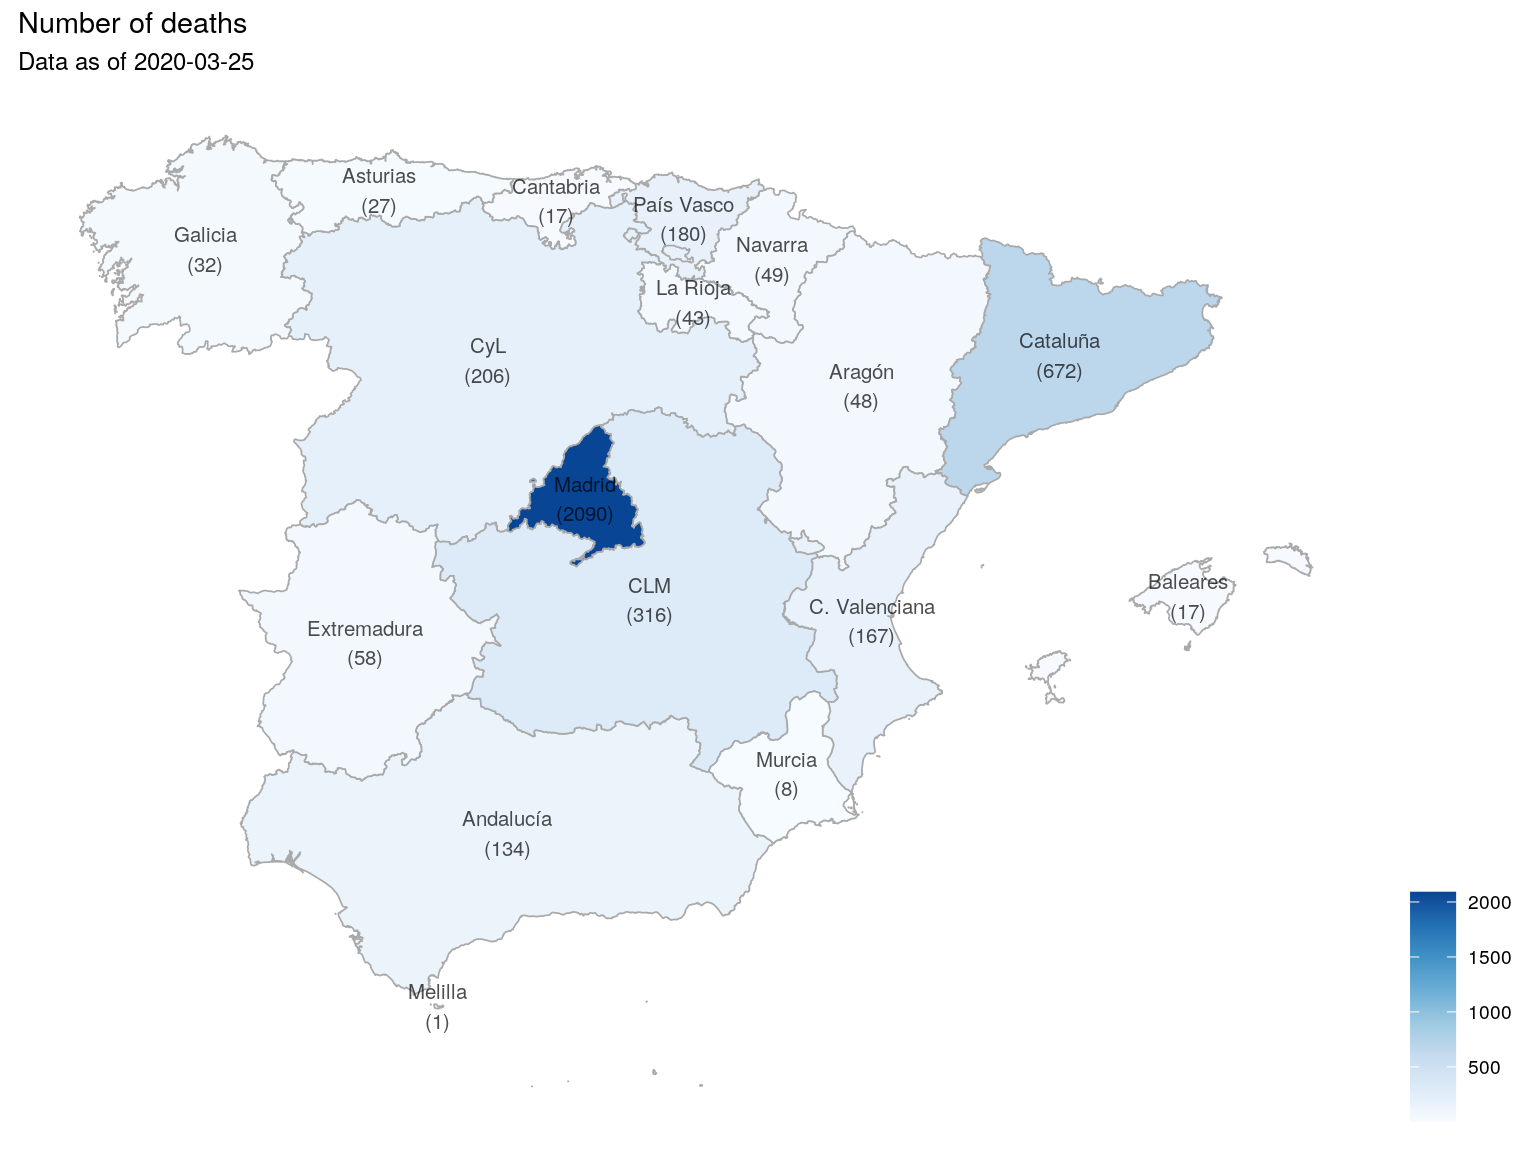 Number of deaths
Data as of 2020-03-25
Asturias
(27)
Cantabria
(17)
País Vasco
(180)
Galicia
(32)
Navarra
(49)
La Rioja
(43)
CyL
(206)
Aragón
(48)
Cataluña
(672)
Madrid
(2090)
CLM
(316)
C. Valenciana
(167)
Baleares
(17)
Extremadura
(58)
Murcia
(8)
Andalucía
(134)
Melilla
(1)
2000
1500
1000
500